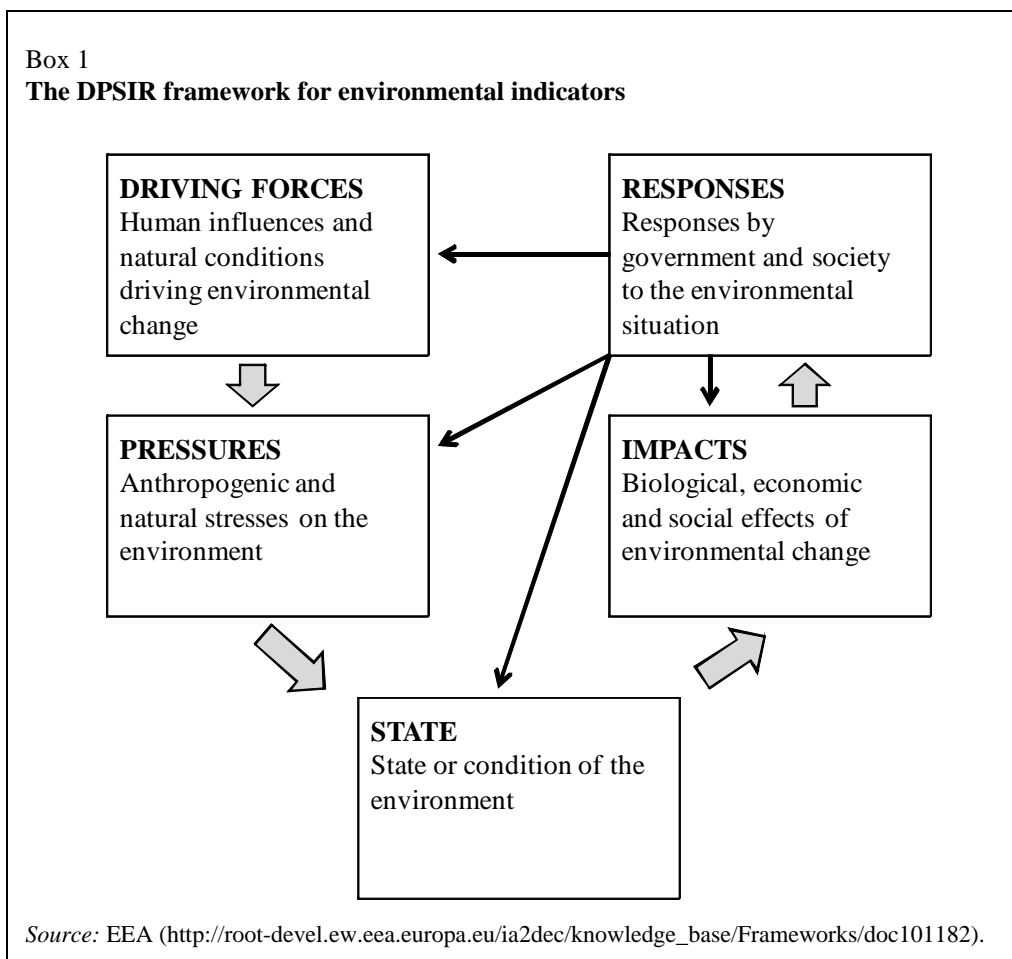 Box 1
The DPSIR framework for environmental indicators
DRIVING FORCES
Human influences and
natural conditions
driving environmental
change
RESPONSES
Responses by
government and society
to the environmental
situation
PRESSURES
Anthropogenic and
natural stresses on the
environment
IMPACTS
Biological, economic
and social effects of
environmental change
STATE
State or condition of the
environment
Source: EEA (http://root-devel.ew.eea.europa.eu/ia2dec/knowledge_base/Frameworks/doc101182).